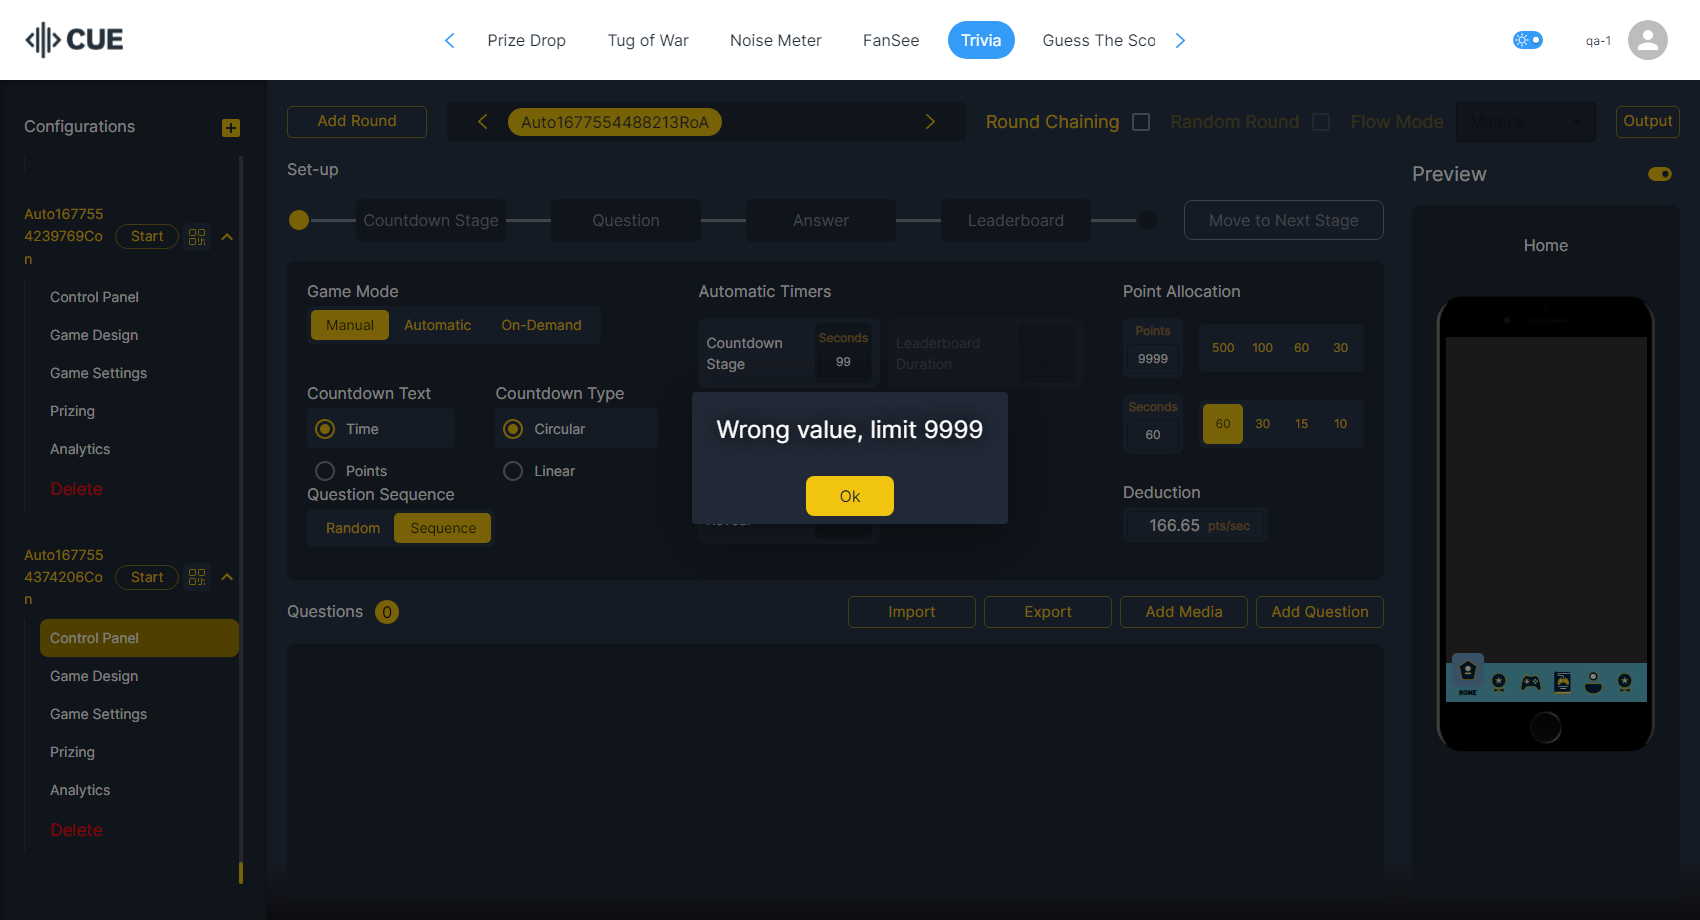 CUE
Prize Drop
Tug of War
Noise Meter
FanSee
Trivia
Guess The Sco
qa-1
Configurations
Auto167755
4239769Co
n
Start
Control Panel
Game Design
Game Settings
Prizing
Analytics
Delete
Auto167755
4374206Co
n
Start
Control Panel
Game Design
Game Settings
Prizing
Analytics
Delete
Add Round
Auto1677554488213RoA
Round Chaining
Random Round
Flow Mode
Manual
Output
Set-up
Countdown Stage
Question
Answer
Leaderboard
Move to Next Stage
Game Mode
Manual
Automatic
On-Demand
Countdown Text
Time
Points
Countdown Type
Circular
Linear
Question Sequence
Random
Sequence
Automatic Timers
Countdown
Stage
Seconds
99
Leaderboard
Duration
Point Allocation
Points
9999
500
100
60
30
Seconds
60
60
30
15
10
Deduction
166.65 pts/sec
Wrong value, limit 9999
Ok
Questions 0
Import
Export
Add Media
Add Question
Preview
Home
HOME